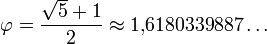 φ = (√5 + 1)/2 ≈ 1,6180339887…